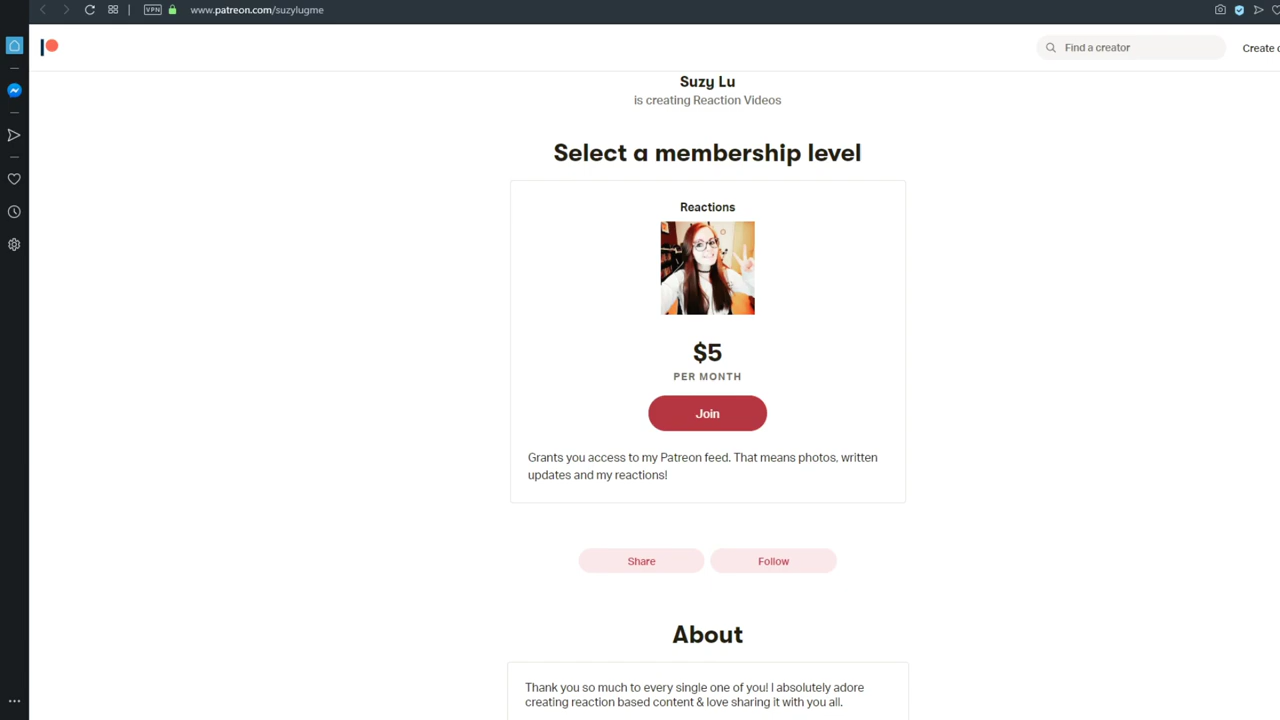 VPN
www.patreon.com/suzylugme
Find a creator
Create
Suzy Lu
is creating Reaction Videos
Select a membership level
Reactions
$5
PER MONTH
Join
Grants you access to my Patreon feed. That means photos, written
updates and my reactions!
Share
Follow
About
Thank you so much to every single one of you! I absolutely adore
creating reaction based content & love sharing it with you all.